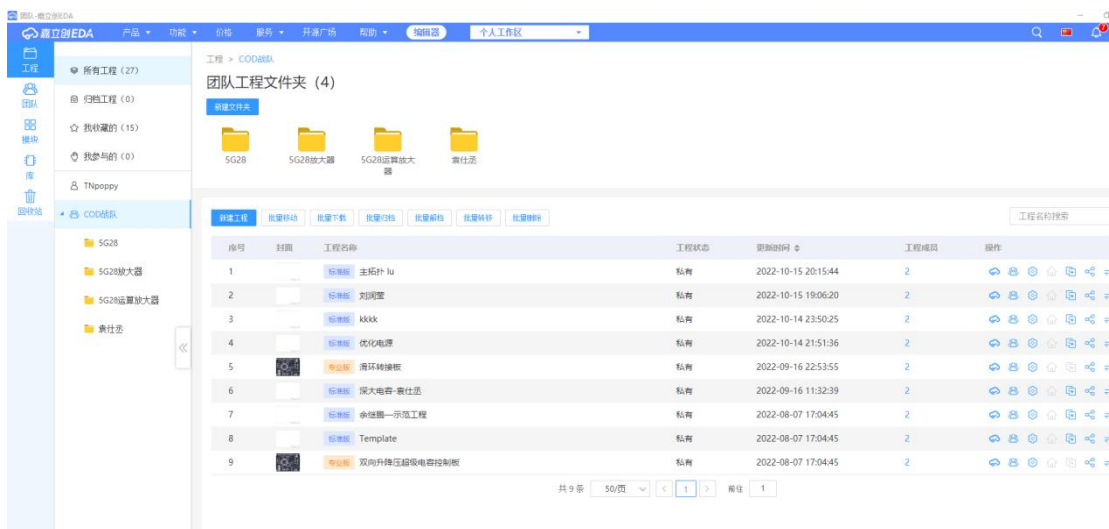 团队-嘉立创EDA
嘉立创EDA 产品 功能 价格 服务 开源广场 帮助 编辑器 个人工作区
工程
团队
模块
库
回收站
所有工程 (27)
归档工程 (0)
我收藏的 (15)
我参与的 (0)
TNpoppy
COD战队
5G28
5G28放大器
5G28运算放大器
袁仕丞
工程 > COD战队
团队工程文件夹 (4)
新建文件夹
5G28 5G28放大器 5G28运算放大 袁仕丞
器
新建工程 批量移动 批量下载 批量归档 批量解档 批量转移 批量删除 工程名称搜索
序号 封面 工程名称 工程状态 更新时间 工程成员 操作
1 标准版 主拓扑 lu 私有 2022-10-15 20:15:44 2
2 标准版 刘润莹 私有 2022-10-15 19:06:20 2
3 标准版 kkkk 私有 2022-10-14 23:50:25 2
4 标准版 优化电源 私有 2022-10-14 21:51:36 2
5 专业版 滑环转接板 私有 2022-09-16 22:53:55 2
6 标准版 深大电容-袁仕丞 私有 2022-09-16 11:32:39 2
7 标准版 余继鹏—示范工程 私有 2022-08-07 17:04:45 2
8 标准版 Template 私有 2022-08-07 17:04:45 2
9 专业版 双向升降压超级电容控制板 私有 2022-08-07 17:04:45 2
共 9 条 50/页 1 前往 1